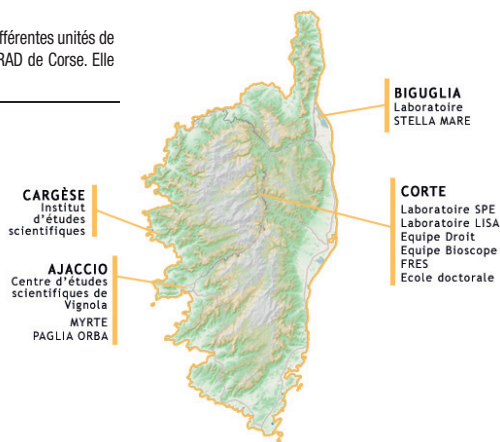 fférentes unités de
RAD de Corse. Elle
BIGUGLIA
Laboratoire
STELLA MARE
CARGÈSE
Institut
d'études
scientifiques
CORTE
Laboratoire SPE
Laboratoire LISA
Equipe Droit
Equipe Bioscope
FRES
Ecole doctorale
AJACCIO
Centre d'études
scientifiques de
Vignola
MYRTE
PAGLIA ORBA